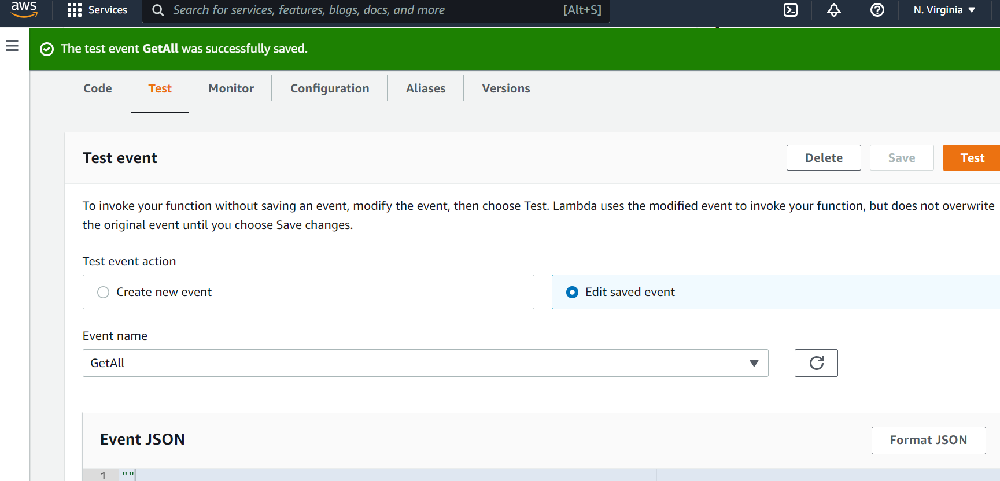 aws
Services
Search for services, features, blogs, docs, and more
[Alt+S]
N. Virginia
The test event GetAll was successfully saved.
Code
Test
Monitor
Configuration
Aliases
Versions
Test event
Delete
Save
Test
To invoke your function without saving an event, modify the event, then choose Test. Lambda uses the modified event to invoke your function, but does not overwrite
the original event until you choose Save changes.
Test event action
Create new event
Edit saved event
Event name
GetAll
Event JSON
Format JSON
1 ""